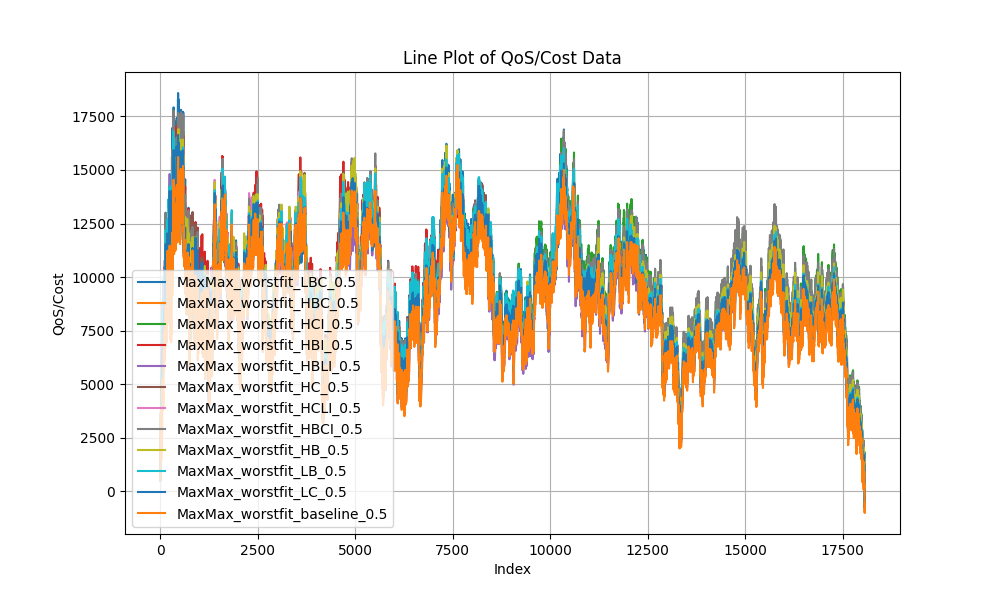 Line Plot of QoS/Cost Data
QoS/Cost
17500
15000
12500
10000
7500
5000
2500
0
MaxMax_worstfit_LBC_0.5
MaxMax_worstfit_HBC_0.5
MaxMax_worstfit_HCI_0.5
MaxMax_worstfit_HBI_0.5
MaxMax_worstfit_HBLI_0.5
MaxMax_worstfit_HC_0.5
MaxMax_worstfit_HCLI_0.5
MaxMax_worstfit_HBCI_0.5
MaxMax_worstfit_HB_0.5
MaxMax_worstfit_LB_0.5
MaxMax_worstfit_LC_0.5
MaxMax_worstfit_baseline_0.5
0 2500 5000 7500 10000 12500 15000 17500
Index